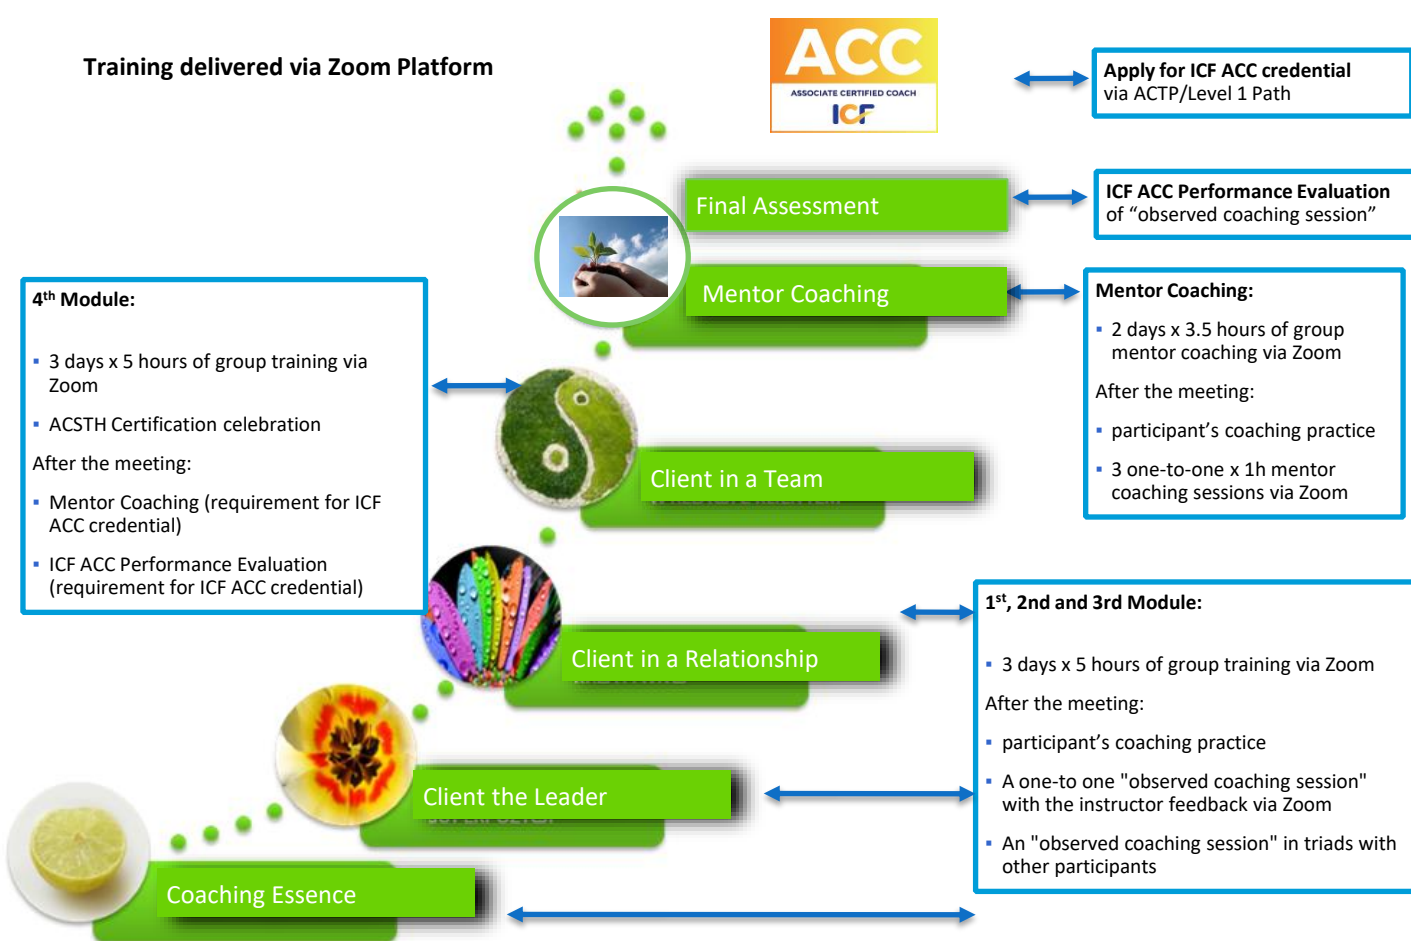 Training delivered via Zoom Platform
ACC
ASSOCIATE CERTIFIED COACH
ICF
Apply for ICF ACC credential
via ACTP/Level 1 Path
Final Assessment
ICF ACC Performance Evaluation
of “observed coaching session”
Mentor Coaching
Mentor Coaching:
▪ 2 days x 3.5 hours of group
mentor coaching via Zoom
After the meeting:
▪ participant’s coaching practice
▪ 3 one-to-one x 1h mentor
coaching sessions via Zoom
4th Module:
▪ 3 days x 5 hours of group training via
Zoom
▪ ACSTH Certification celebration
After the meeting:
▪ Mentor Coaching (requirement for ICF
ACC credential)
▪ ICF ACC Performance Evaluation
(requirement for ICF ACC credential)
Client in a Team
Client in a Relationship
1st, 2nd and 3rd Module:
▪ 3 days x 5 hours of group training via Zoom
After the meeting:
▪ participant’s coaching practice
▪ A one-to one "observed coaching session"
with the instructor feedback via Zoom
▪ An "observed coaching session" in triads with
other participants
Client the Leader
Coaching Essence